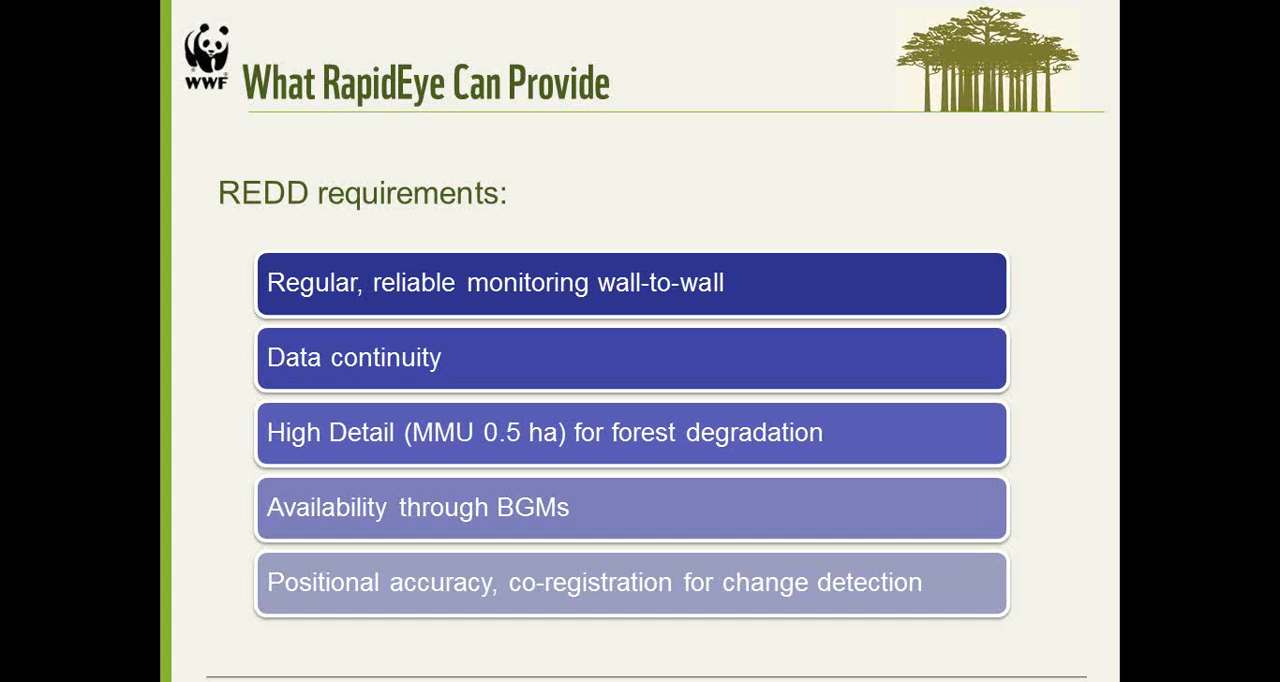 WWF
What RapidEye Can Provide
REDD requirements:
Regular, reliable monitoring wall-to-wall
Data continuity
High Detail (MMU 0.5 ha) for forest degradation
Availability through BGMs
Positional accuracy, co-registration for change detection